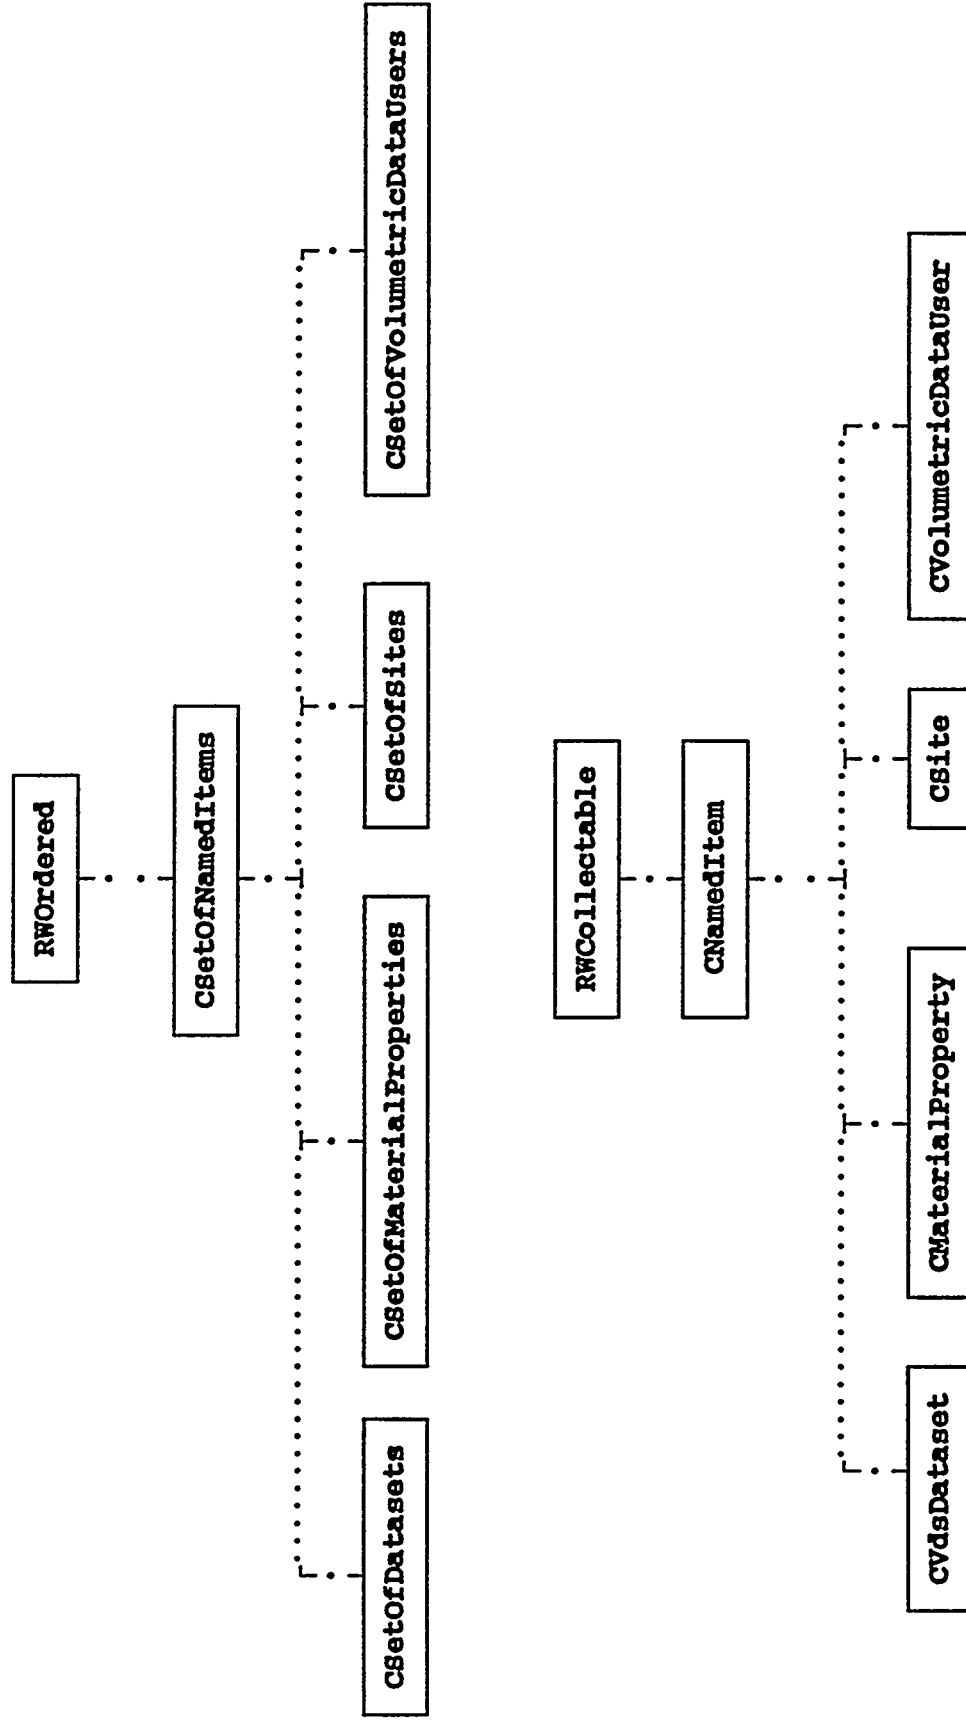 RWOrdered
CSetOfNamedItems
CSetOfDatasets
CSetOfMaterialProperties
CSetOfSites
CSetOfVolumetricDataUsers
RWCollectable
CNamedItem
CVdsDataset
CMaterialProperty
CSite
CVolumetricDataUser